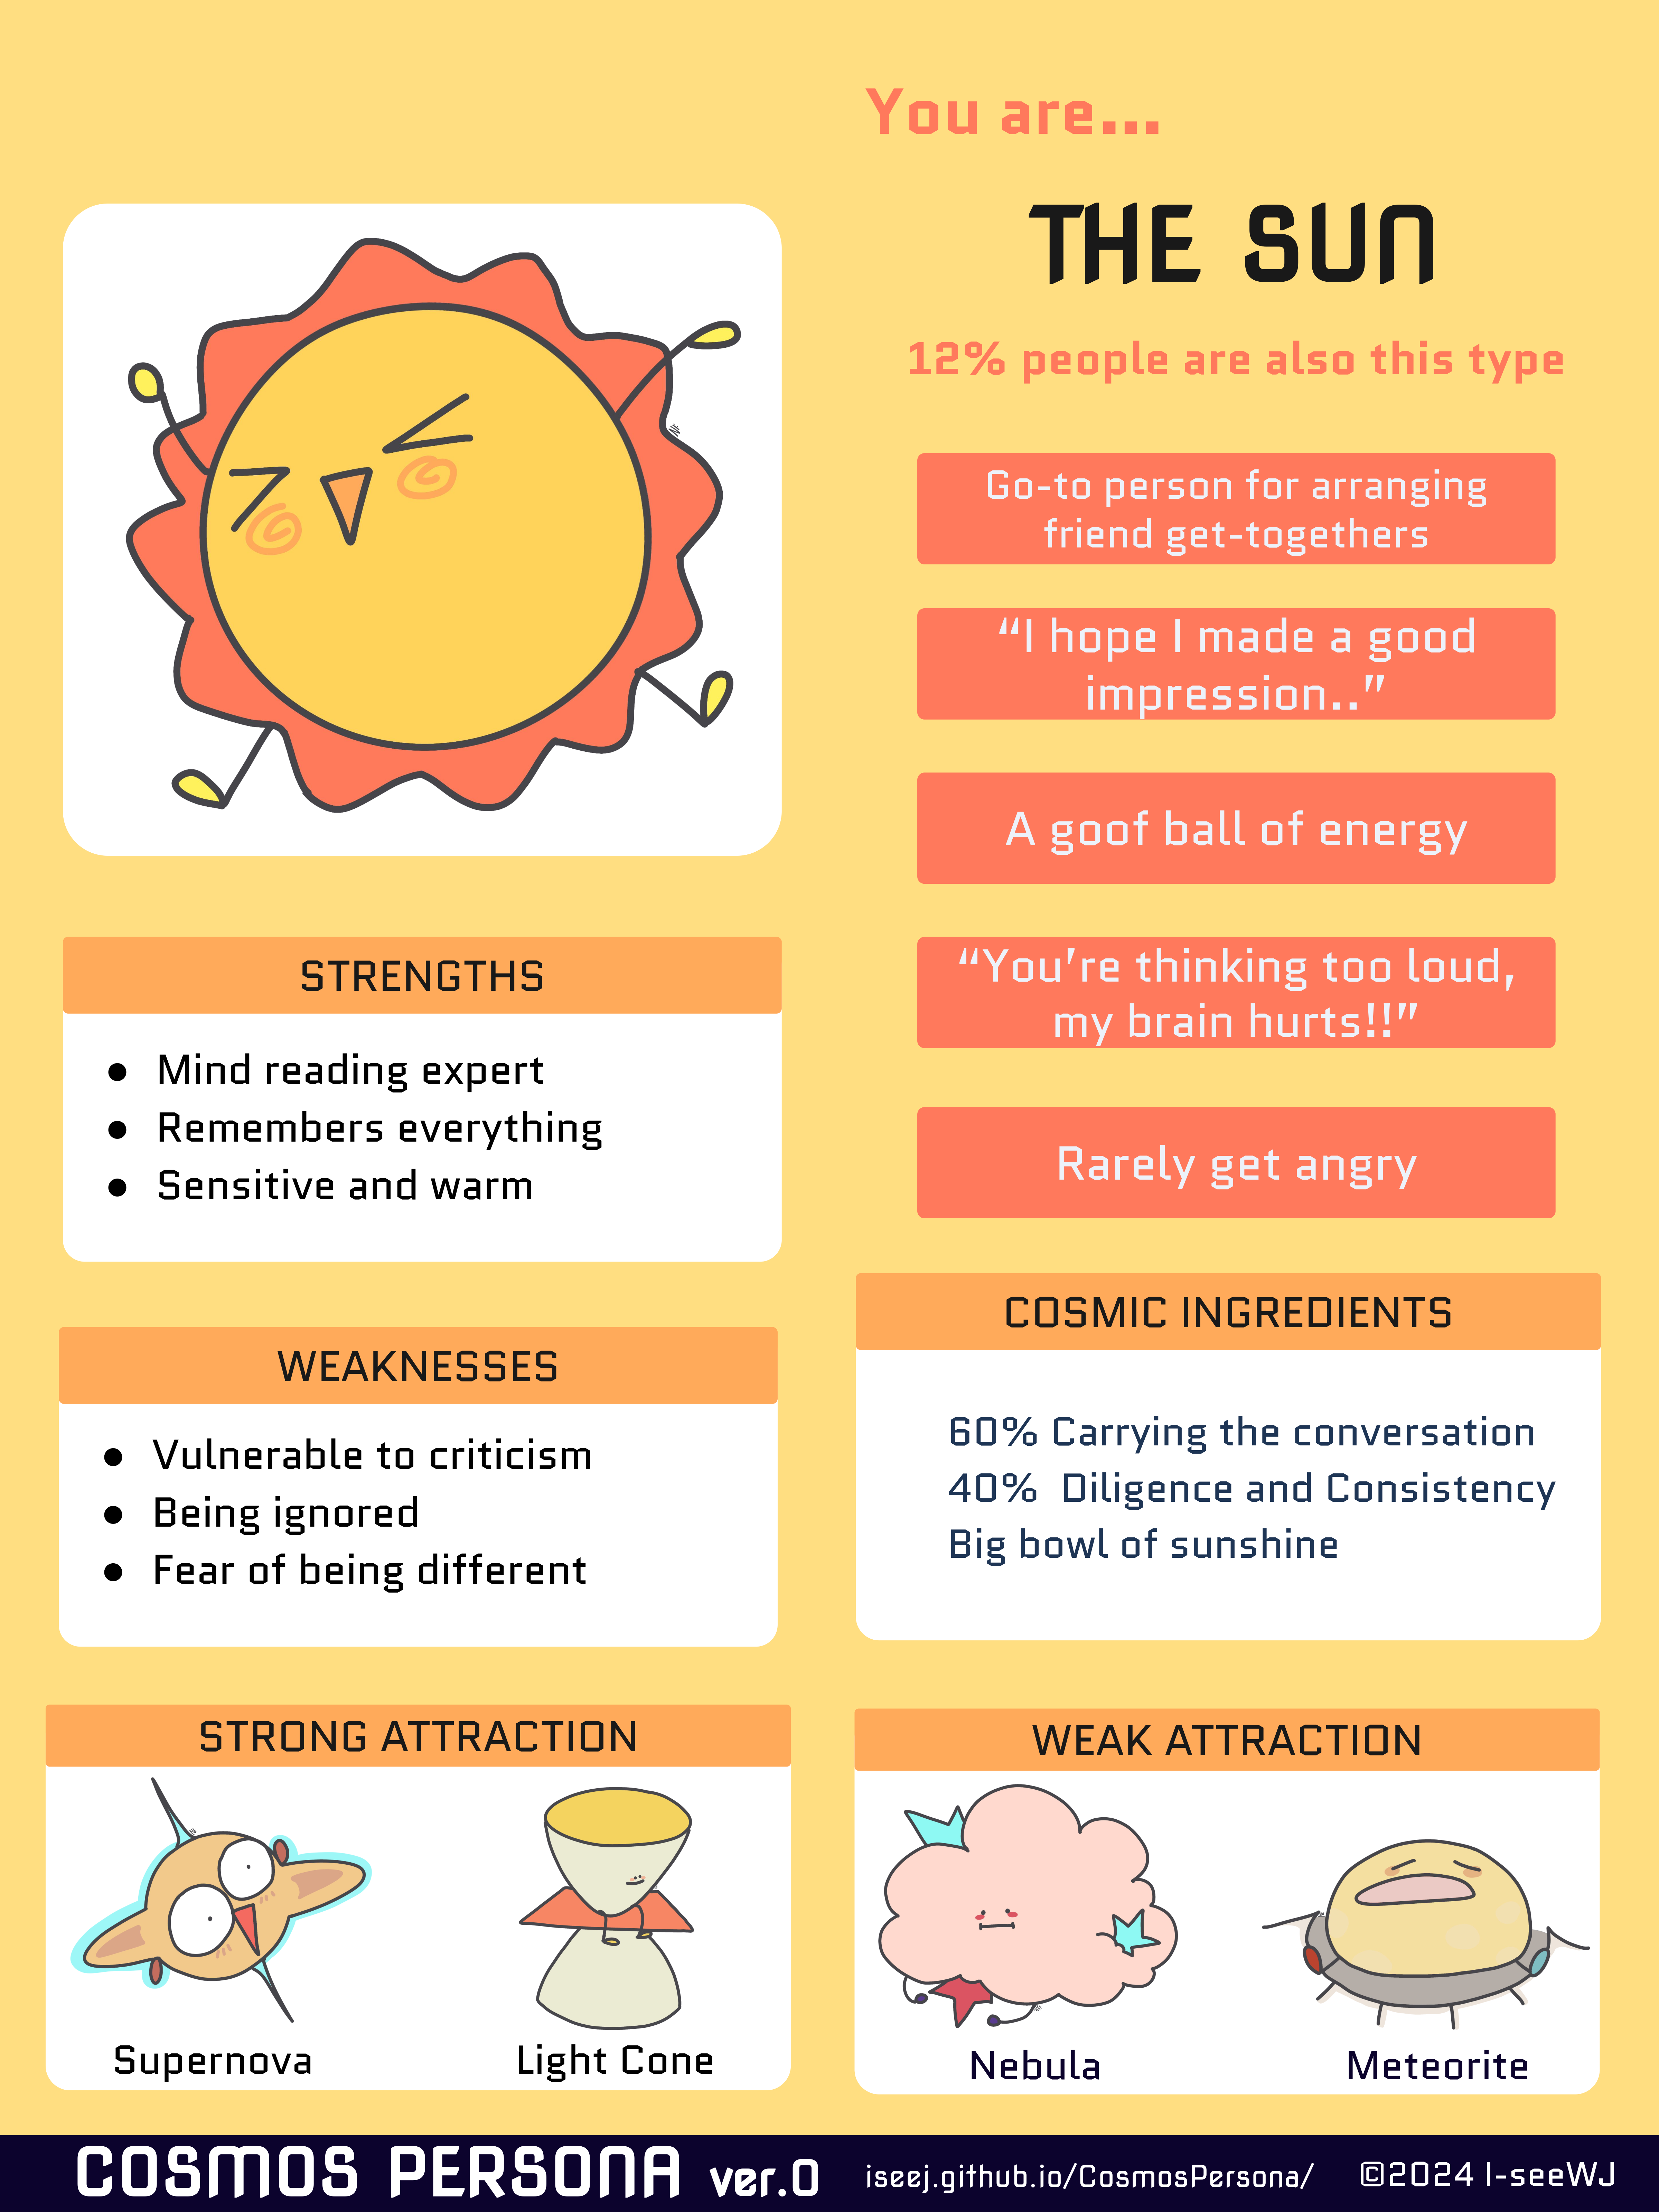 You are...
THE SUN
12% people are also this type
Go-to person for arranging
friend get-togethers
“I hope I made a good
impression..”
A goof ball of energy
“You’re thinking too loud,
my brain hurts!!”
Rarely get angry
STRENGTHS
● Mind reading expert
● Remembers everything
● Sensitive and warm
WEAKNESSES
● Vulnerable to criticism
● Being ignored
● Fear of being different
COSMIC INGREDIENTS
60% Carrying the conversation
40% Diligence and Consistency
Big bowl of sunshine
STRONG ATTRACTION
Supernova
Light Cone
WEAK ATTRACTION
Nebula
Meteorite
COSMOS PERSONA ver.0
iseej.github.io/CosmosPersona/
©2024 I-seeWJ